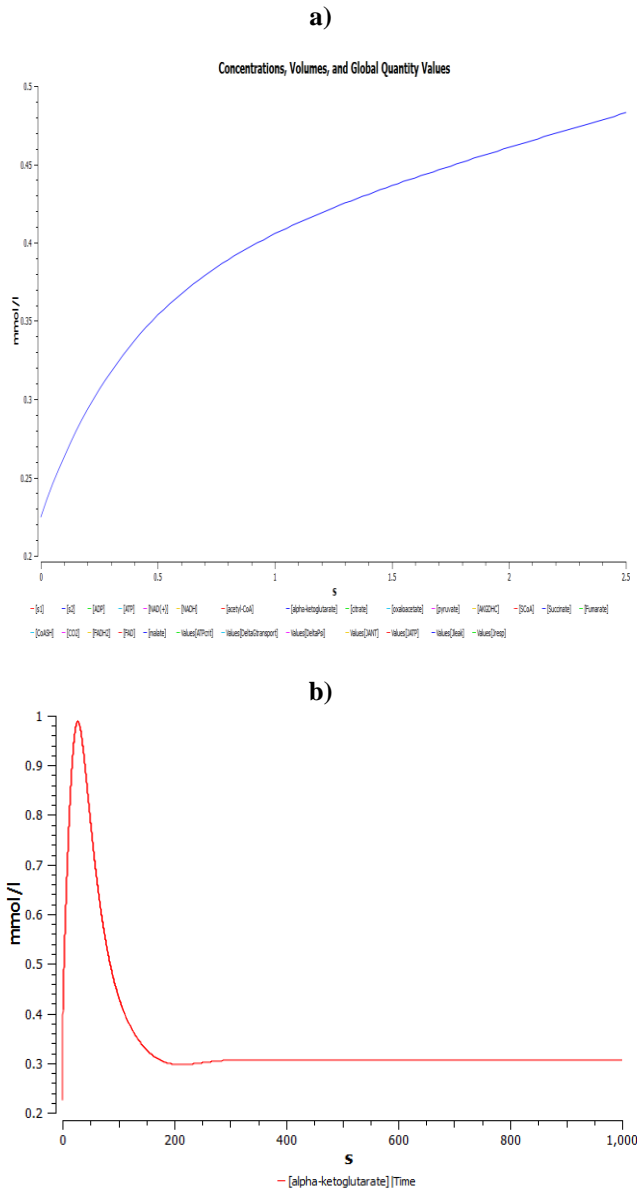 a)
Concentrations, Volumes, and Global Quantity Values
0.5
0.45
0.4
0.35
0.3
0.25
0.2
mmol/l
0 0.5 1 1.5 2 2.5
s
[s1] [s2] [ADP] [ATP] [NAD(+)] [NADH] [acetyl-CoA] [alpha-ketoglutarate] [citrate] [oxaloacetate] [pyruvate] [AKGDHC] [SCoA] [Succinate] [Fumarate]
[CoASH] [CO2] [FADH2] [FAD] [malate] Values[ATPcrit] Values[DeltaGtransport] Values[DeltaPsi] Values[JANT] Values[JATP] Values[Jleak] Values[Jresp]
b)
1
0.9
0.8
0.7
0.6
0.5
0.4
0.3
0.2
mmol/l
0 200 400 600 800 1,000
s
[alpha-ketoglutarate]|Time